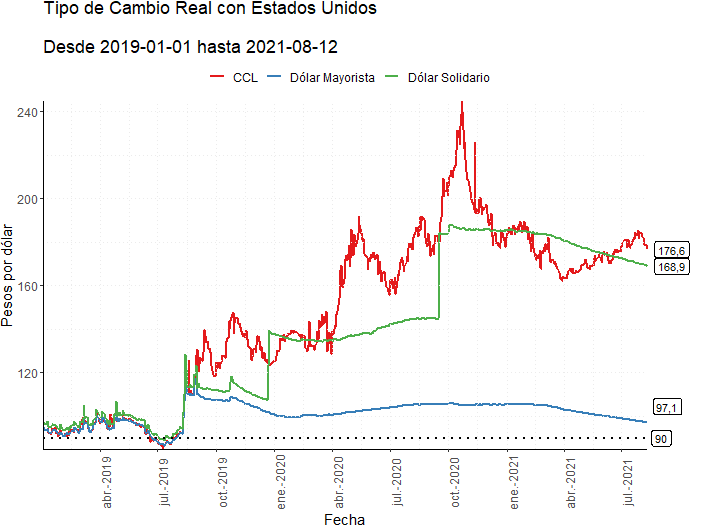 Tipo de Cambio Real con Estados Unidos
Desde 2019-01-01 hasta 2021-08-12
CCL Dólar Mayorista Dólar Solidario
Pesos por dólar
240
200
160
120
176,6
168,9
97,1
90
abr.-2019
jul.-2019
oct.-2019
ene.-2020
abr.-2020
jul.-2020
oct.-2020
ene.-2021
abr.-2021
jul.-2021
Fecha